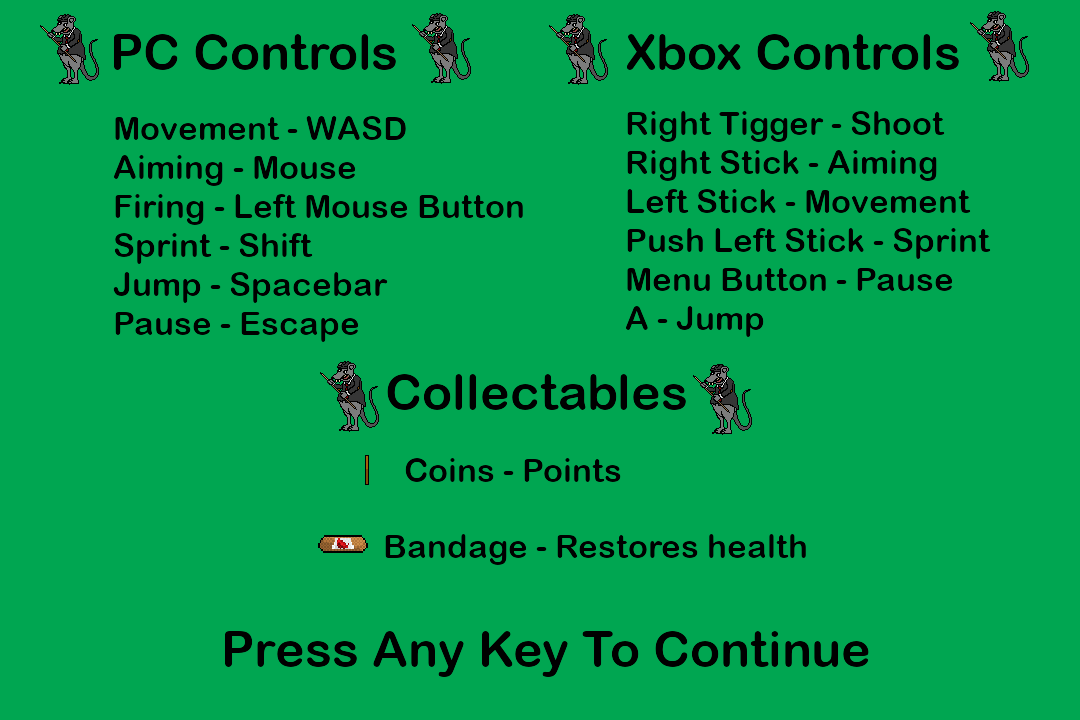 PC Controls
Movement - WASD
Aiming - Mouse
Firing - Left Mouse Button
Sprint - Shift
Jump - Spacebar
Pause - Escape
Xbox Controls
Right Tigger - Shoot
Right Stick - Aiming
Left Stick - Movement
Push Left Stick - Sprint
Menu Button - Pause
A - Jump
Collectables
Coins - Points
Bandage - Restores health
Press Any Key To Continue